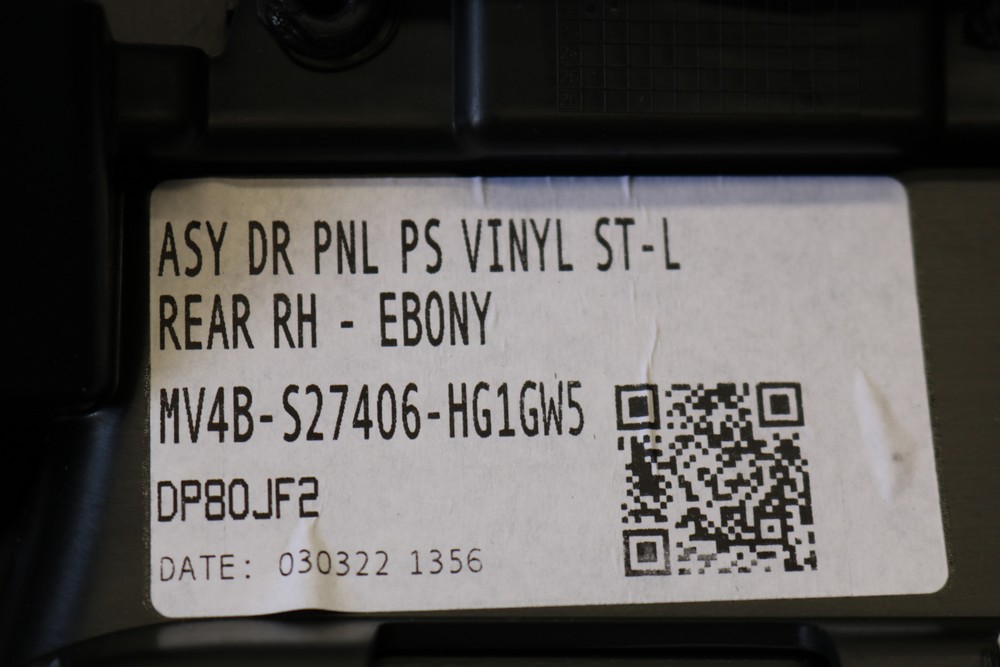 ASY DR PNL PS VINYL ST-L
REAR RH - EBONY
MV4B-S27406-HG1GW5
DP80JF2
DATE: 030322 1356